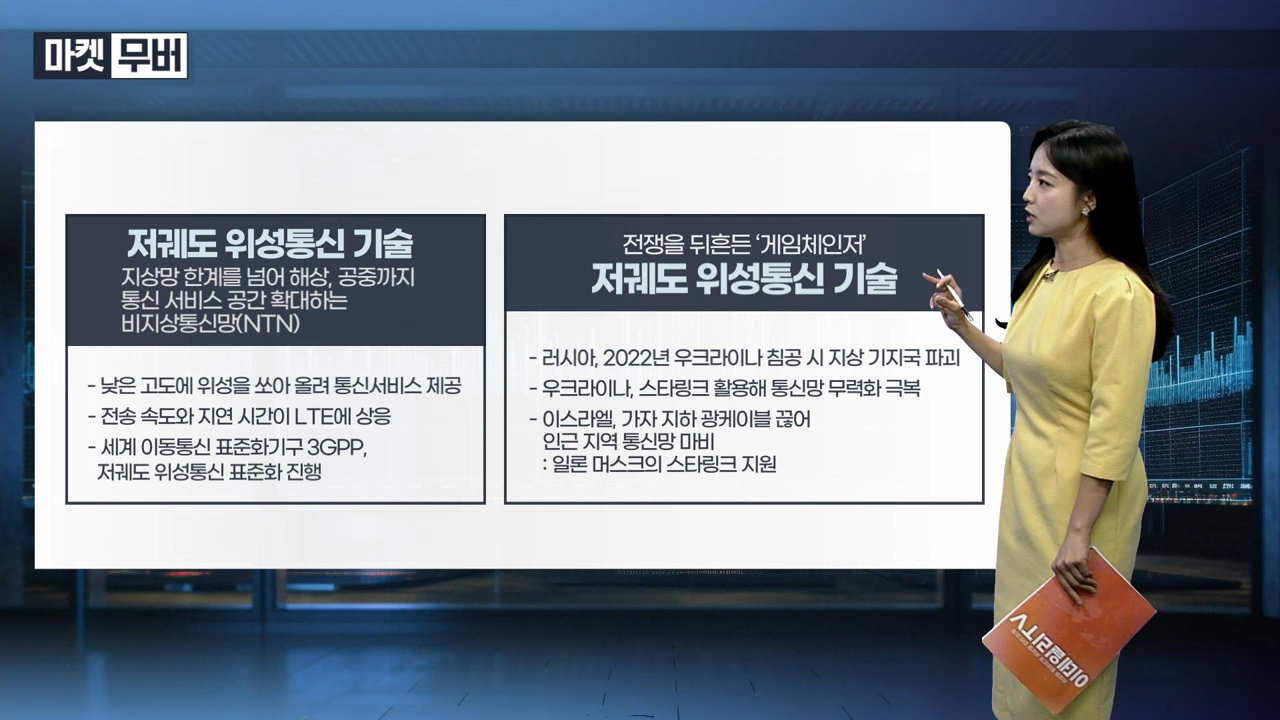 마켓무버
저궤도 위성통신 기술
지상망 한계를 넘어 해상, 공중까지
통신 서비스 공간 확대하는
비지상통신망(NTN)
- 낮은 고도에 위성을 쏘아 올려 통신서비스 제공
- 전송 속도와 지연 시간이 LTE에 상응
- 세계 이동통신 표준화기구 3GPP,
저궤도 위성통신 표준화 진행
전쟁을 뒤흔든 '게임체인저'
저궤도 위성통신 기술
- 러시아, 2022년 우크라이나 침공 시 지상 기지국 파괴
- 우크라이나, 스타링크 활용해 통신망 무력화 극복
- 이스라엘, 가자 지하 광케이블 끊어
인근 지역 통신망 마비
: 일론 머스크의 스타링크 지원
이데일리TV